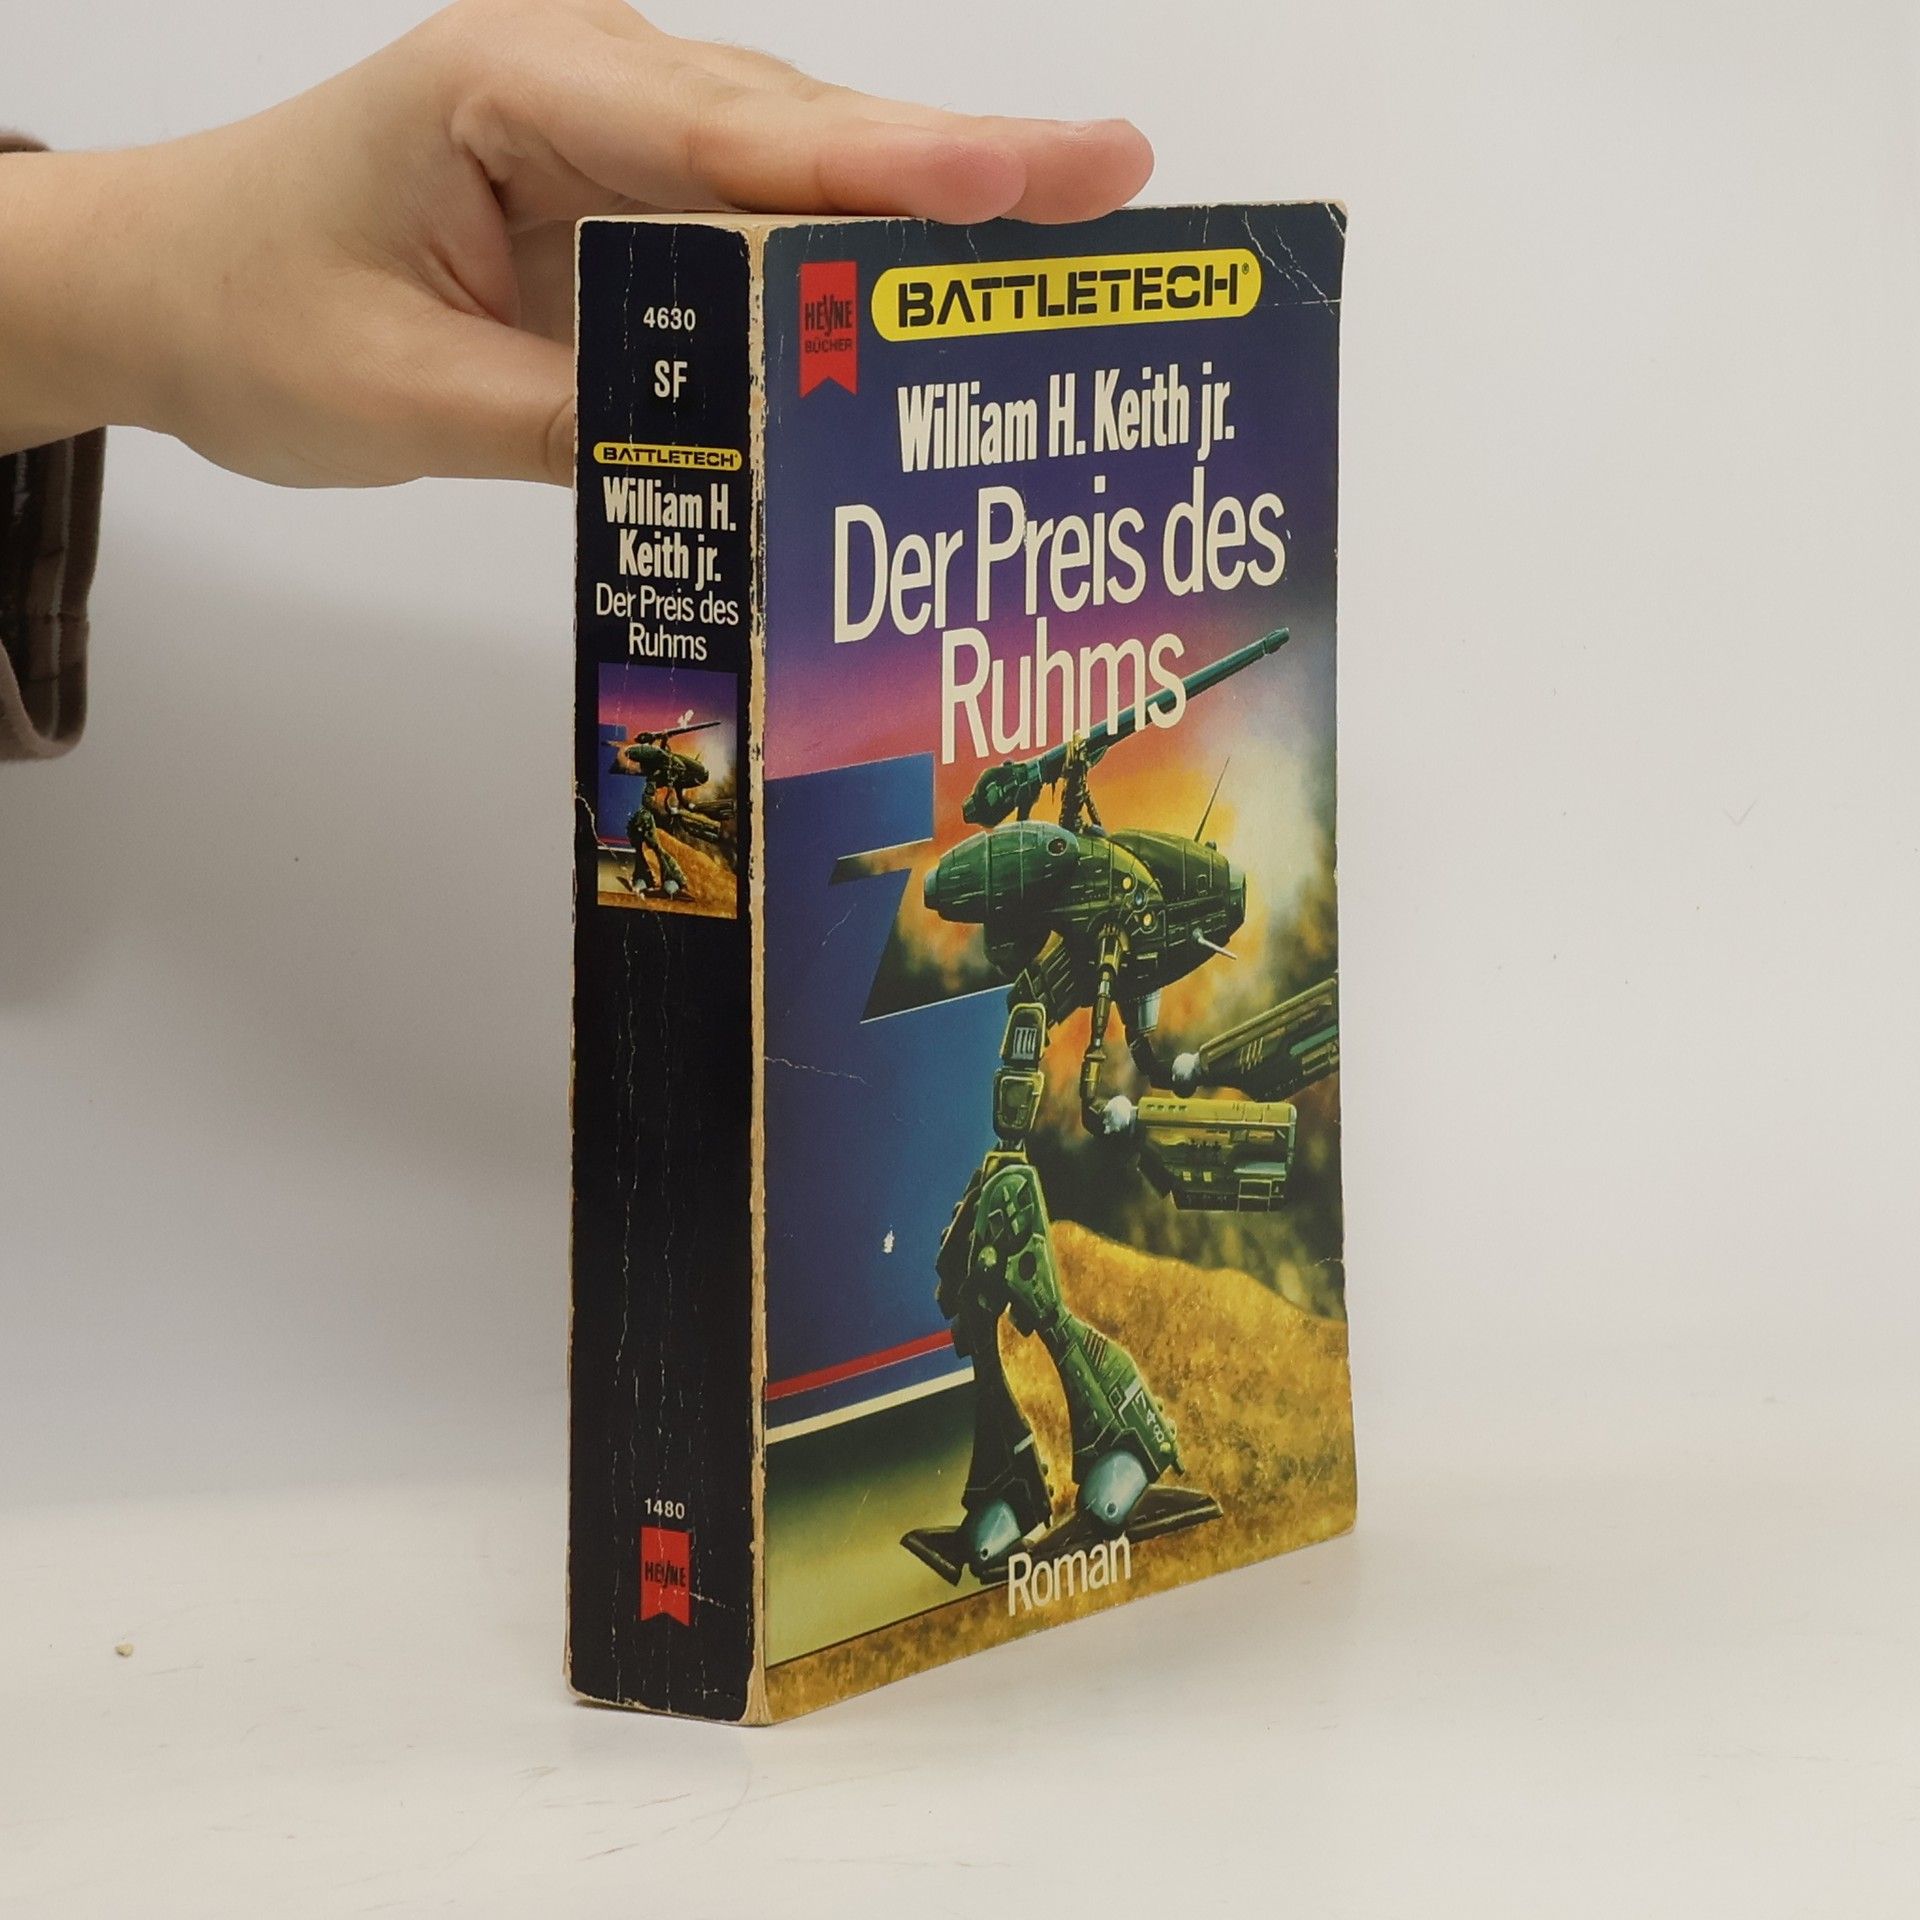 4630
SF
BATTLETECH®
William H.
Keith jr.
Der Preis des
Ruhms
1480
HEYNE
HEYNE
BÜCHER
BATTLETECH®
William H. Keith jr.
Der Preis des
Ruhms
748
Roman